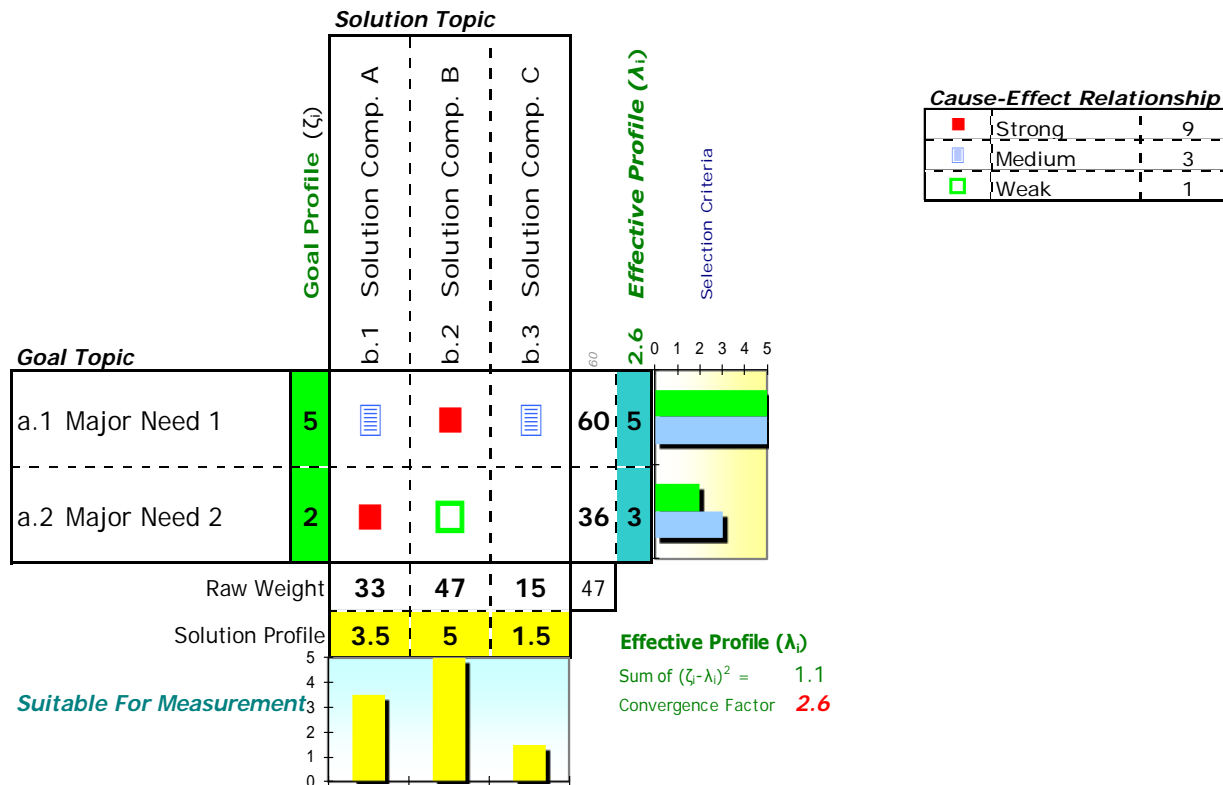 Solution Topic
Goal Profile (ζi)
b.1 Solution Comp. A
b.2 Solution Comp. B
b.3 Solution Comp. C
60
2.6 Effective Profile (λi)
Selection Criteria
Cause-Effect Relationship
Strong 9
Medium 3
Weak 1
Goal Topic
0 1 2 3 4 5
a.1 Major Need 1 5 60 5
a.2 Major Need 2 2 36 3
Raw Weight 33 47 15 47
Solution Profile 3.5 5 1.5
Effective Profile (λi)
Sum of (ζi-λi)2 = 1.1
Convergence Factor 2.6
Suitable For Measurement
5
4
3
2
1
0